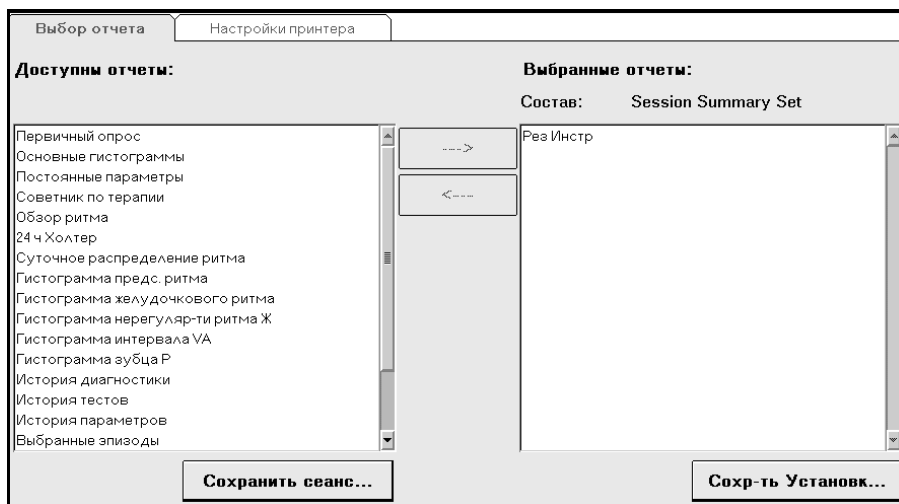 Выбор отчета
Настройки принтера
Доступны отчеты:
Выбранные отчеты:
Состав: Session Summary Set
Первичный опрос
Основные гистограммы
Постоянные параметры
Советник по терапии
Обзор ритма
24 ч Холтер
Суточное распределение ритма
Гистограмма предс. ритма
Гистограмма желудочкового ритма
Гистограмма нерегуляр-ти ритма Ж
Гистограмма интервала VA
Гистограмма зубца Р
История диагностики
История тестов
История параметров
Выбранные эпизоды
---->
<----
Рез Инстр
Сохранить сеанс...
Сохр-ть Установк...